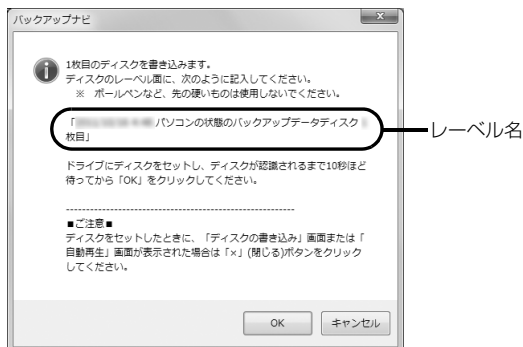 バックアップナビ
1枚目のディスクを書き込みます。
ディスクのレーベル面に、次のように記入してください。
※ ボールペンなど、先の硬いものは使用しないでください。
「 パソコンの状態のバックアップデータディスク
枚目」
レーベル名
ドライブにディスクをセットし、ディスクが認識されるまで10秒ほど
待ってから「OK」をクリックしてください。
------------------------------------------------------------
■ご注意■
ディスクをセットしたときに、「ディスクの書き込み」画面または「
自動再生」画面が表示された場合は「×」(閉じる)ボタンをクリック
してください。
OK
キャンセル